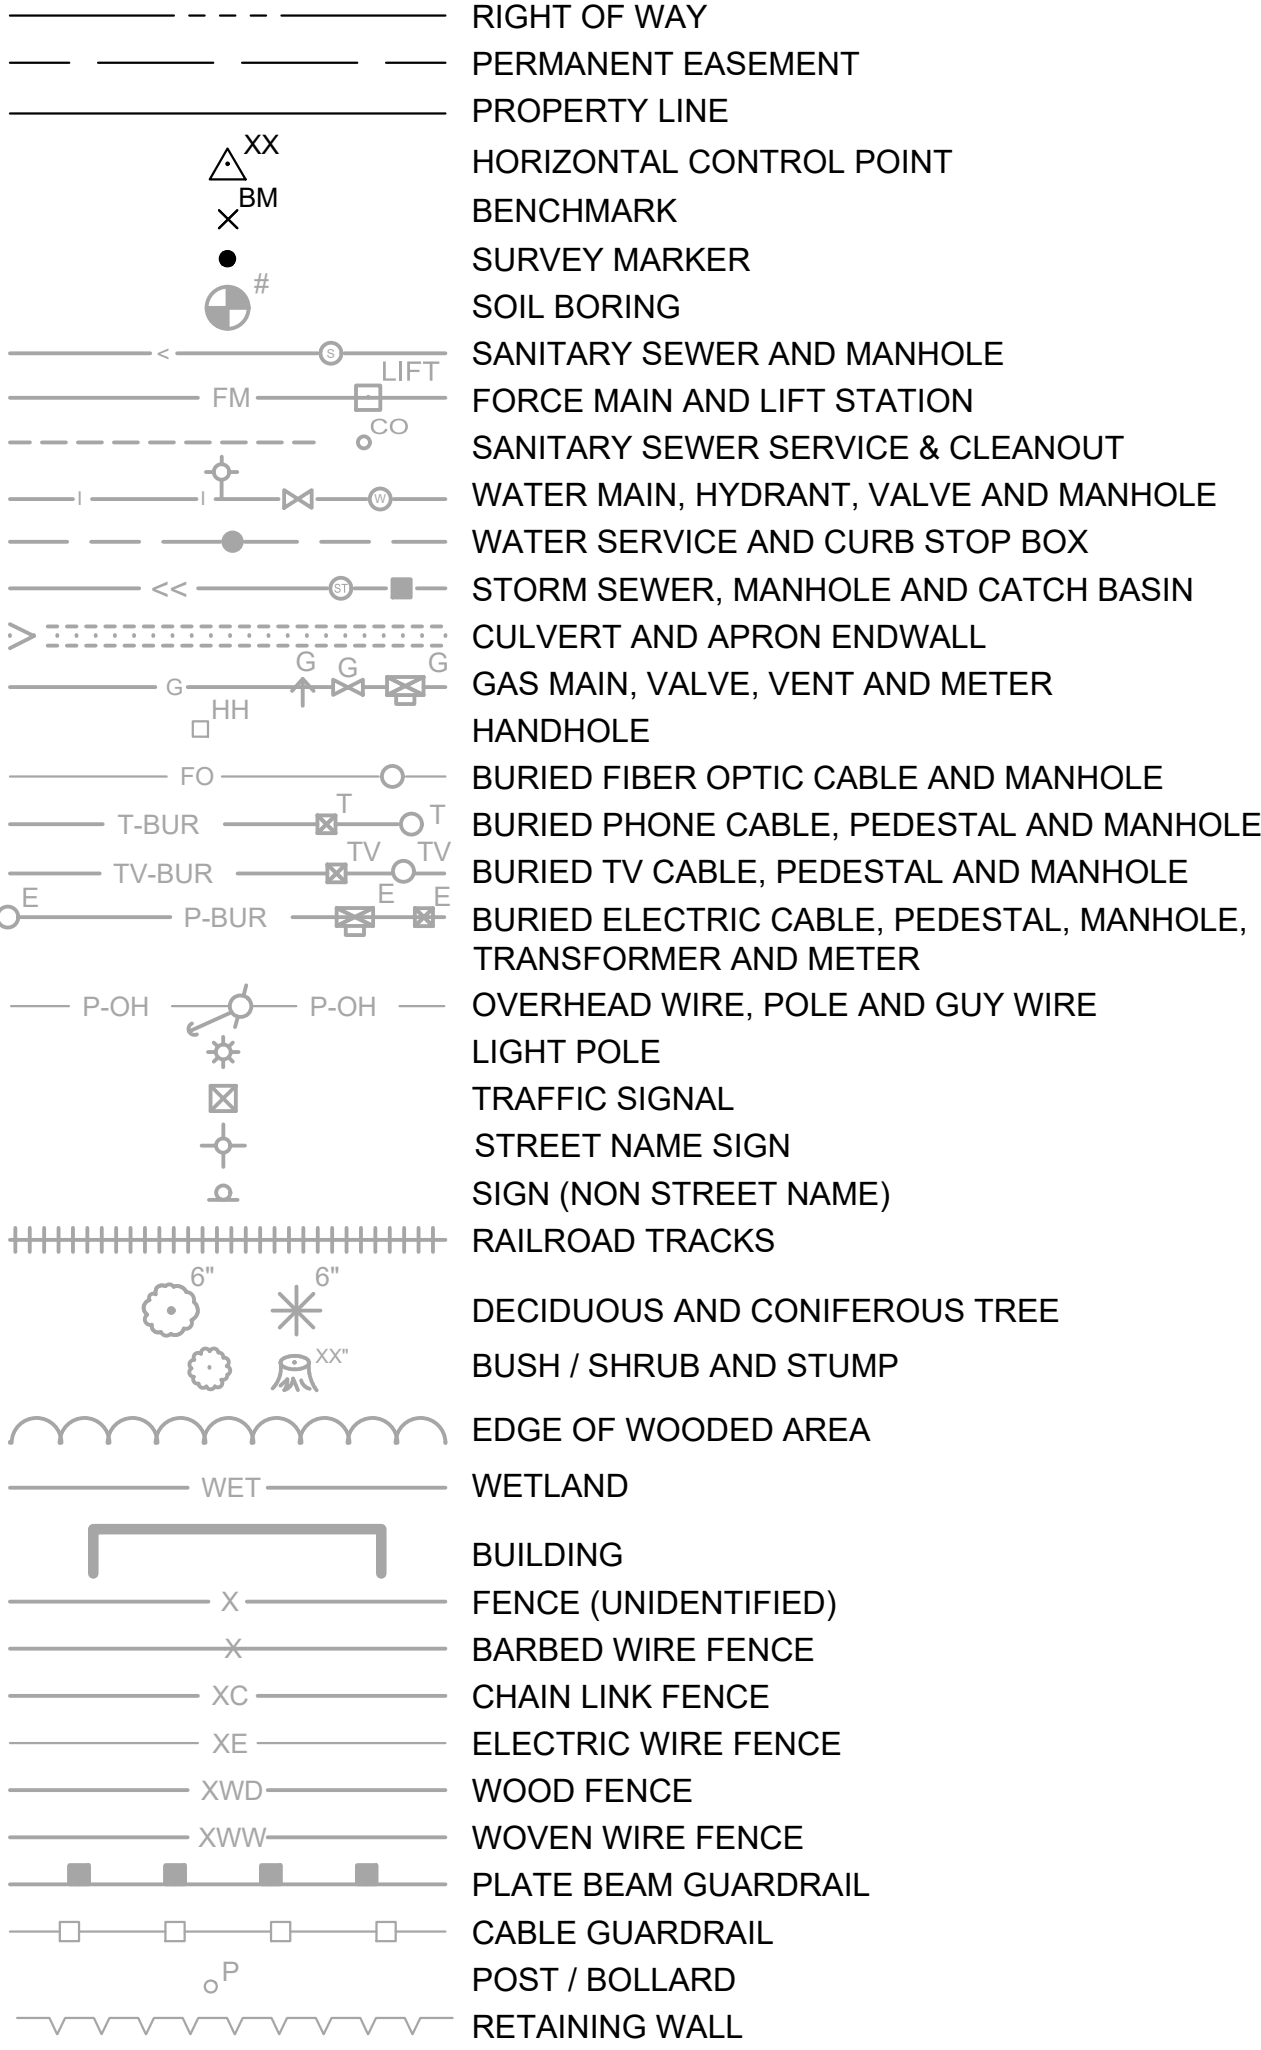 RIGHT OF WAY
PERMANENT EASEMENT
PROPERTY LINE
XX HORIZONTAL CONTROL POINT
BM BENCHMARK
SURVEY MARKER
# SOIL BORING
< S SANITARY SEWER AND MANHOLE
FM LIFT FORCE MAIN AND LIFT STATION
CO SANITARY SEWER SERVICE & CLEANOUT
I I W WATER MAIN, HYDRANT, VALVE AND MANHOLE
WATER SERVICE AND CURB STOP BOX
<< ST STORM SEWER, MANHOLE AND CATCH BASIN
> CULVERT AND APRON ENDWALL
G G G G GAS MAIN, VALVE, VENT AND METER
HH HANDHOLE
FO BURIED FIBER OPTIC CABLE AND MANHOLE
T-BUR T T BURIED PHONE CABLE, PEDESTAL AND MANHOLE
TV-BUR TV TV BURIED TV CABLE, PEDESTAL AND MANHOLE
E P-BUR E E BURIED ELECTRIC CABLE, PEDESTAL, MANHOLE,
TRANSFORMER AND METER
P-OH P-OH OVERHEAD WIRE, POLE AND GUY WIRE
LIGHT POLE
TRAFFIC SIGNAL
STREET NAME SIGN
SIGN (NON STREET NAME)
RAILROAD TRACKS
6" 6" DECIDUOUS AND CONIFEROUS TREE
XX" BUSH / SHRUB AND STUMP
EDGE OF WOODED AREA
WET WETLAND
BUILDING
X FENCE (UNIDENTIFIED)
X BARBED WIRE FENCE
XC CHAIN LINK FENCE
XE ELECTRIC WIRE FENCE
XWD WOOD FENCE
XWW WOVEN WIRE FENCE
PLATE BEAM GUARDRAIL
CABLE GUARDRAIL
P POST / BOLLARD
RETAINING WALL